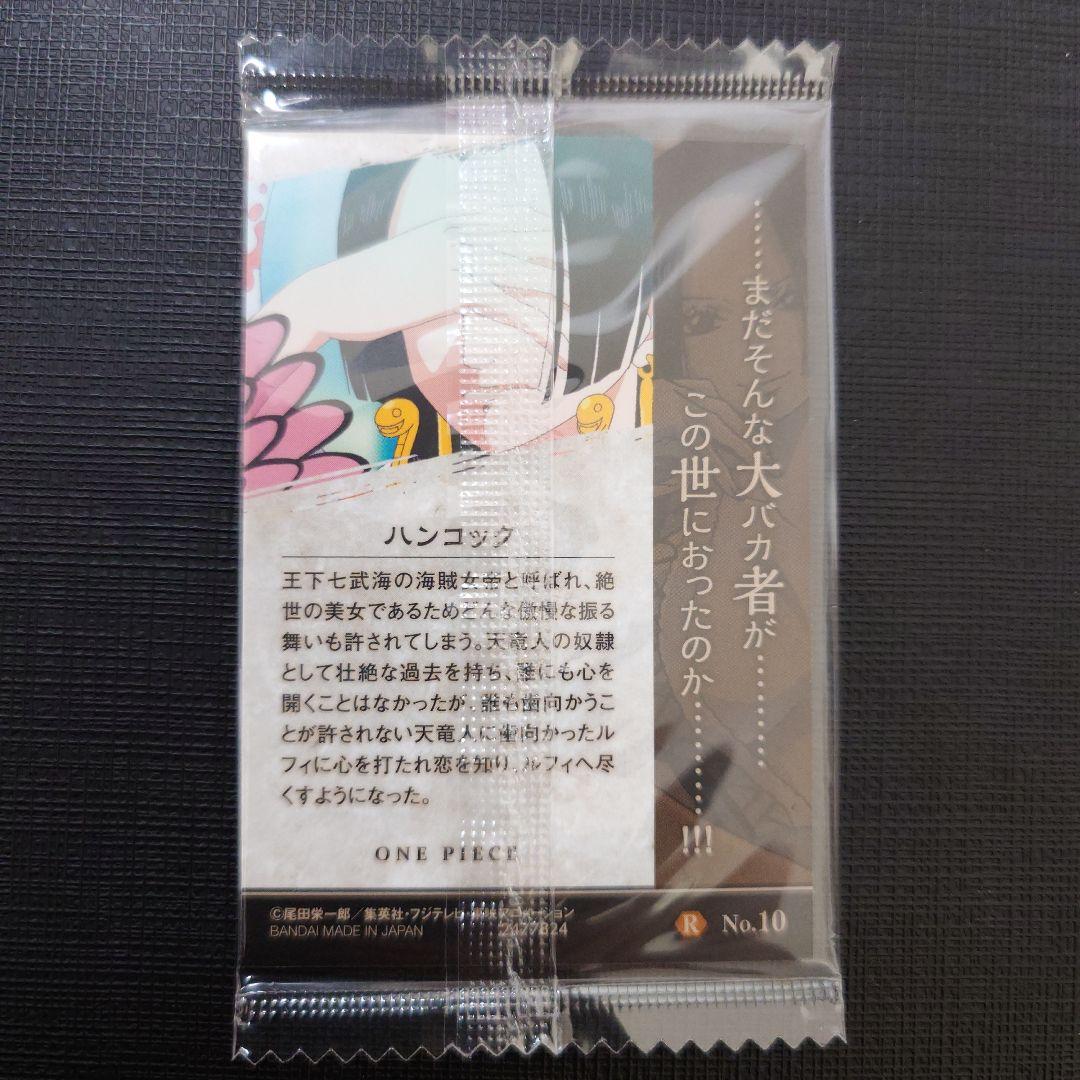 ……まだそんな大バカ者が…………
この世におったのか…………!!!
ハンコック
王下七武海の海賊女帝と呼ばれ、絶
世の美女であるためどんな傲慢な振る
舞いも許されてしまう。天竜人の奴隷
として壮絶な過去を持ち、誰にも心を
開くことはなかったが、誰も歯向かうこ
とが許されない天竜人に歯向かったル
フィに心を打たれ恋を知り、ルフィへ尽
くすようになった。
ONE PIECE
©尾田栄一郎／集英社・フジテレビ・東映アニメーション
BANDAI MADE IN JAPAN 2477824
R No.10